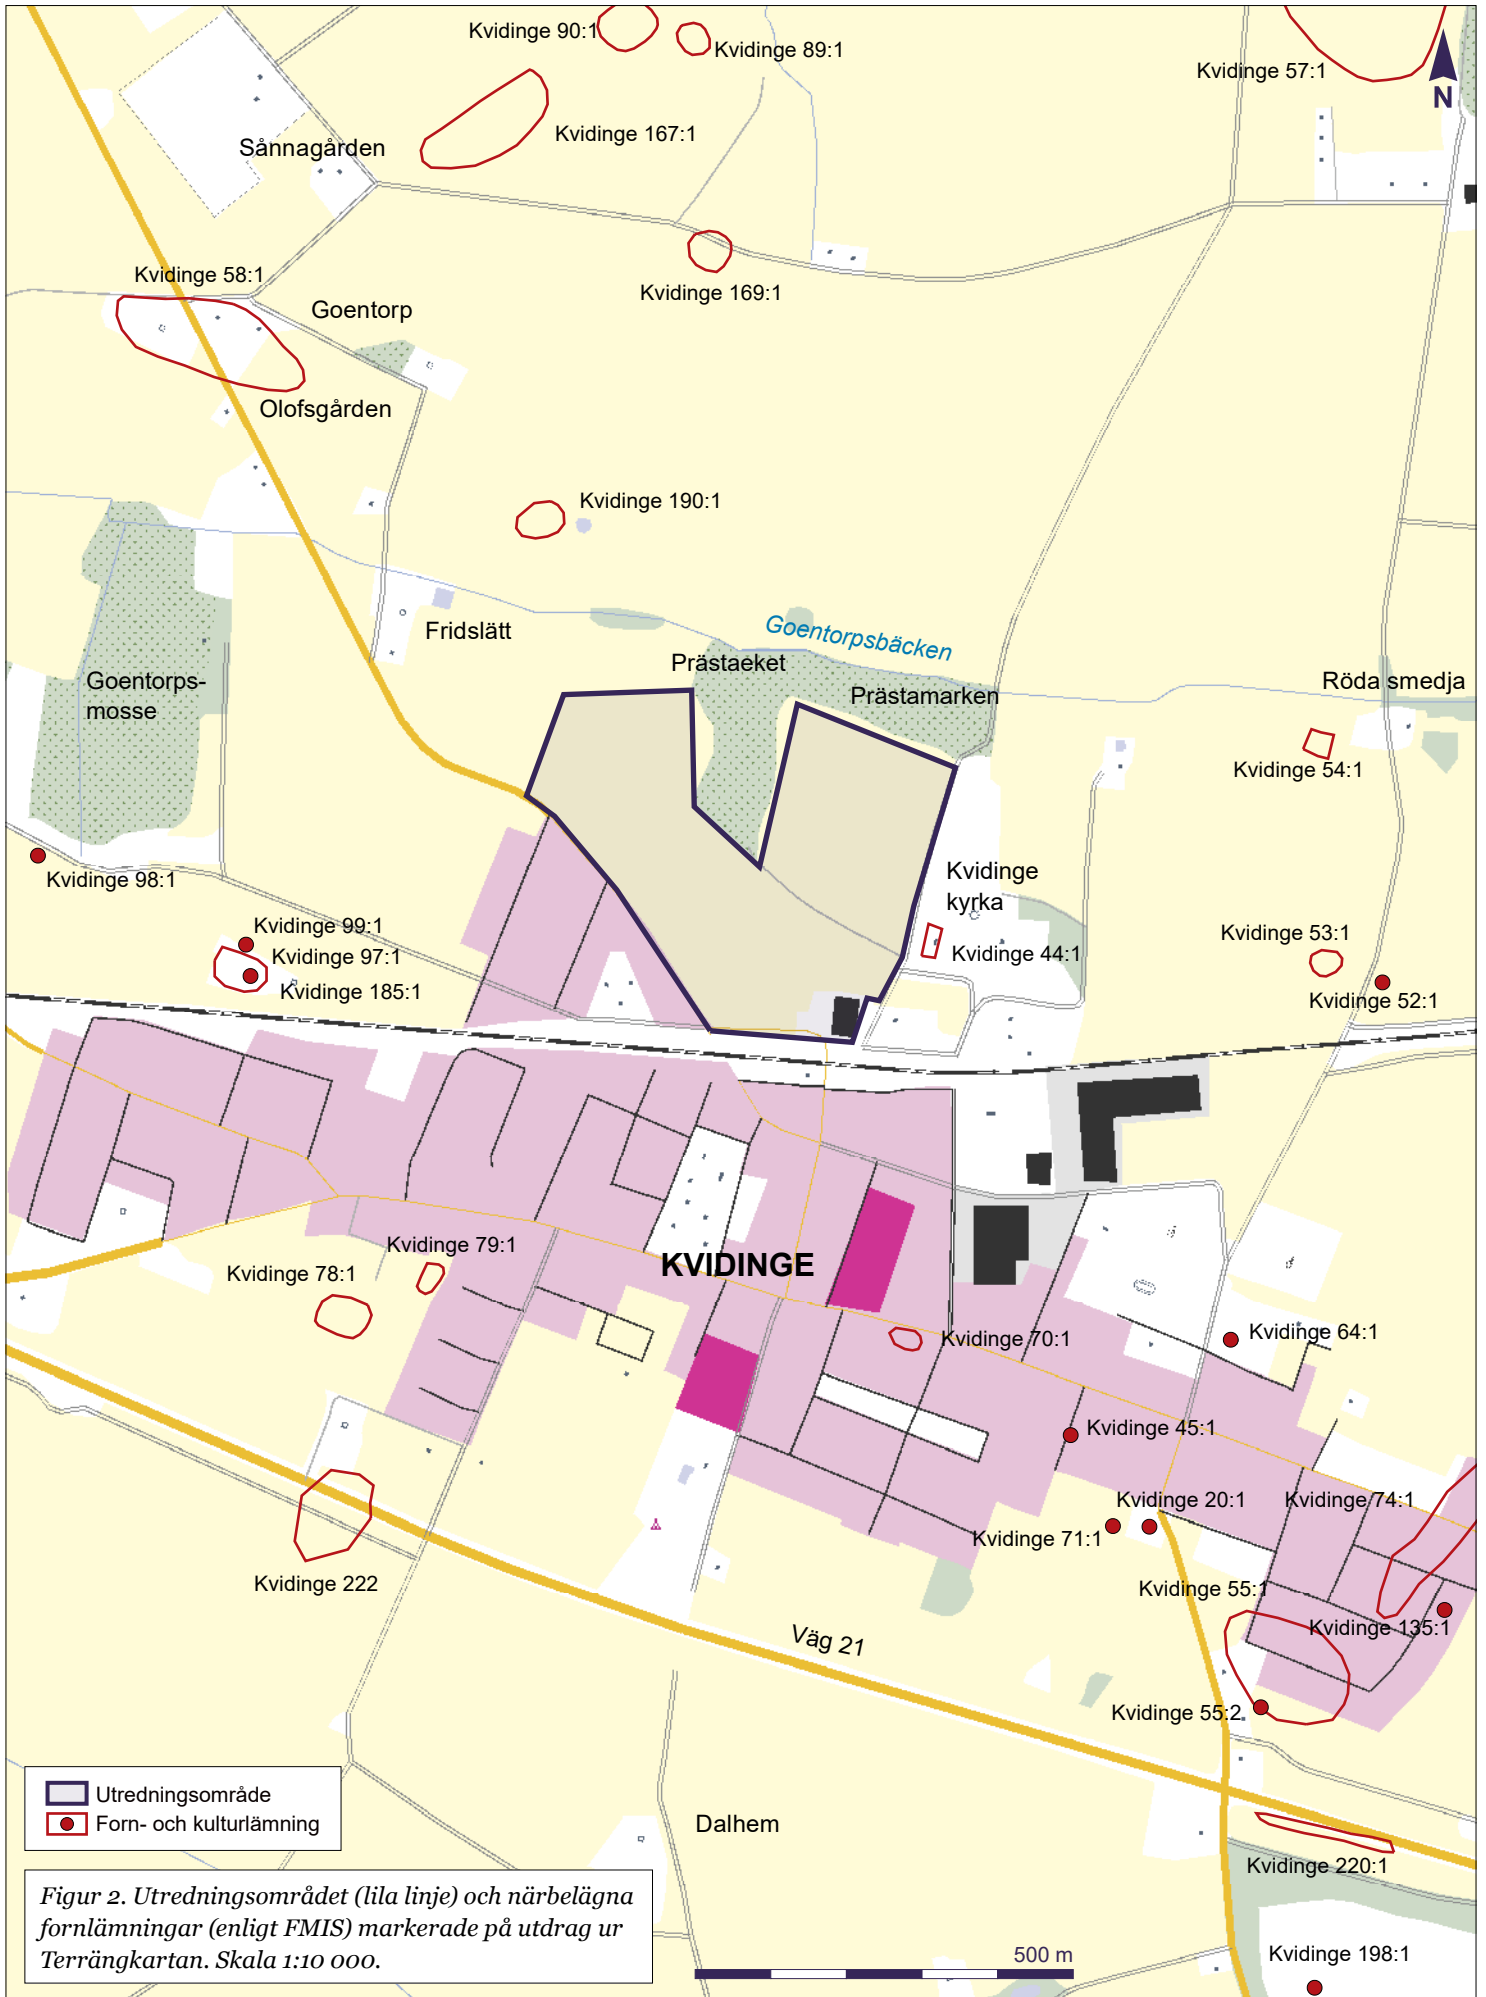 Kvidinge 90:1
Kvidinge 89:1
Kvidinge 57:1
N
Kvidinge 167:1
Sånnagården
Kvidinge 58:1
Kvidinge 169:1
Goentorp
Olofsgården
Kvidinge 190:1
Goentorpsbäcken
Fridslätt
Prästaeket
Prästamarken
Goentorps-
mosse
Röda smedja
Kvidinge 54:1
Kvidinge
kyrka
Kvidinge 98:1
Kvidinge 99:1
Kvidinge 97:1
Kvidinge 185:1
Kvidinge 44:1
Kvidinge 53:1
Kvidinge 52:1
Kvidinge 79:1
Kvidinge 78:1
KVIDINGE
Kvidinge 70:1
Kvidinge 64:1
Kvidinge 45:1
Kvidinge 20:1
Kvidinge 74:1
Kvidinge 71:1
Kvidinge 222
Kvidinge 55:1
Kvidinge 135:1
Väg 21
Kvidinge 55:2
Utredningsområde
Forn- och kulturlämning
Dalhem
Kvidinge 220:1
Figur 2. Utredningsområdet (lila linje) och närbelägna
fornlämningar (enligt FMIS) markerade på utdrag ur
Terrängkartan. Skala 1:10 000.
500 m
Kvidinge 198:1